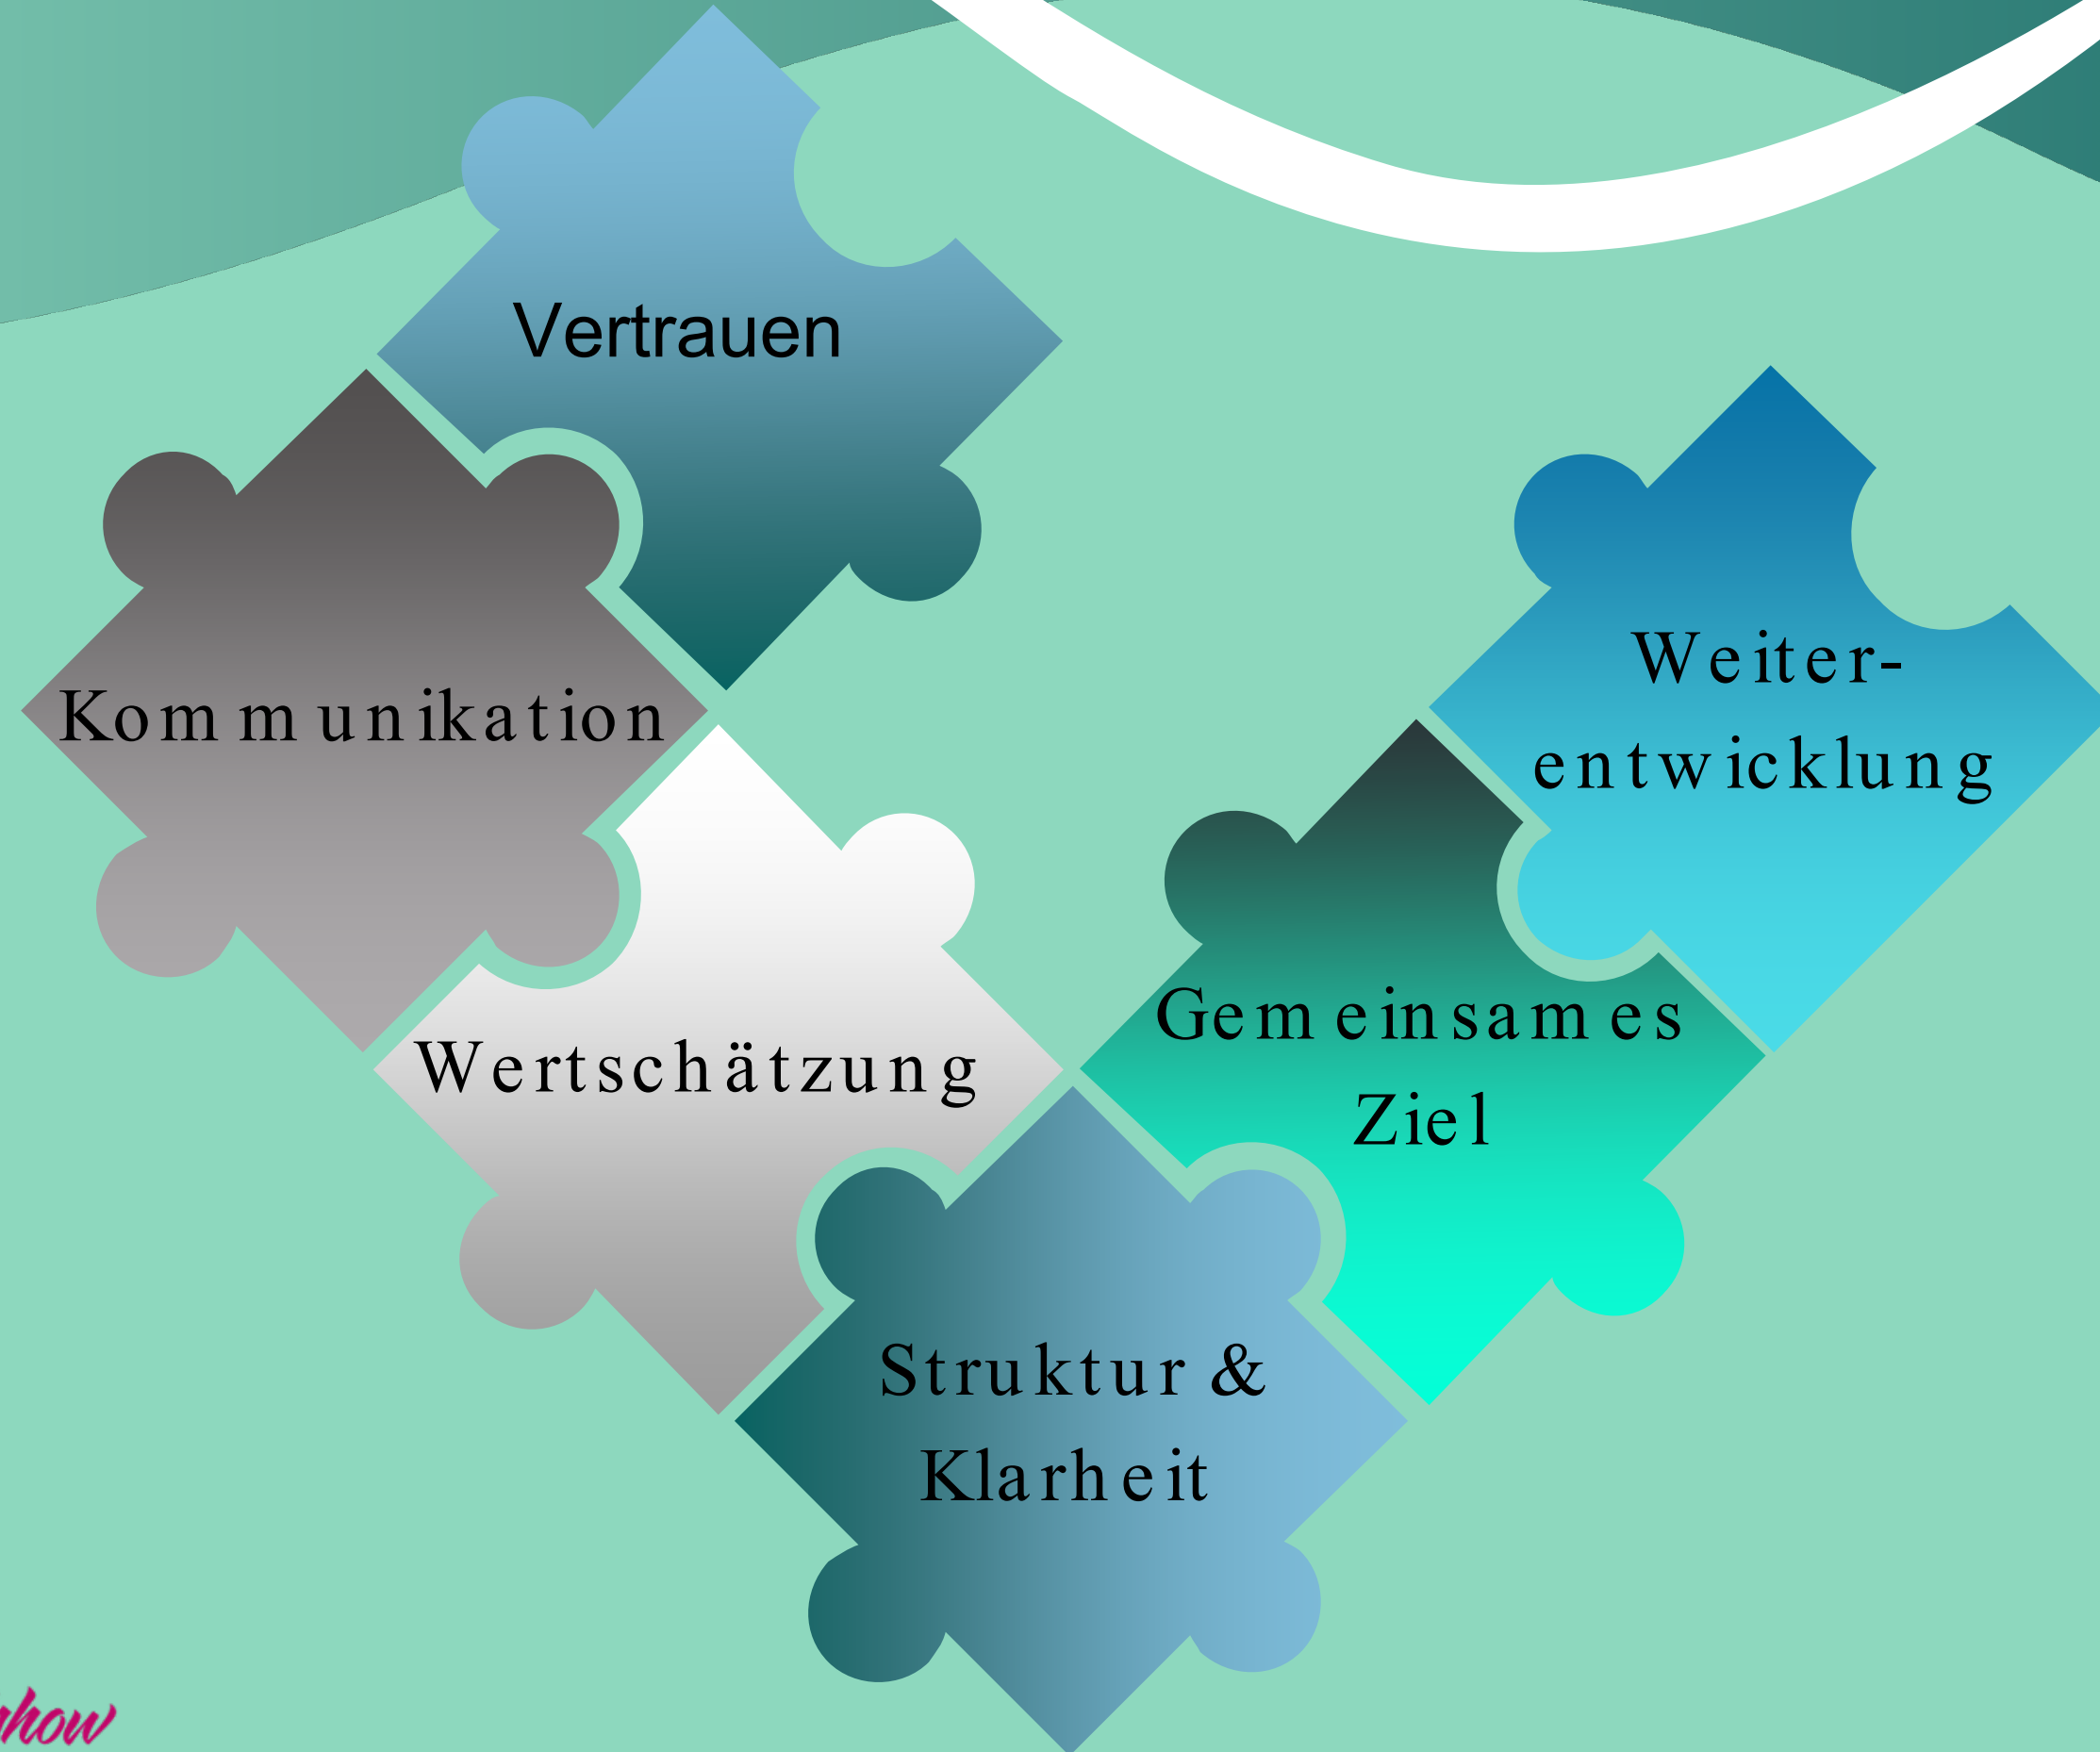 Vertrauen
Kommunikation
Weiter-
entwicklung
Wertschätzung
Gemeinsames
Ziel
Struktur &
Klarheit